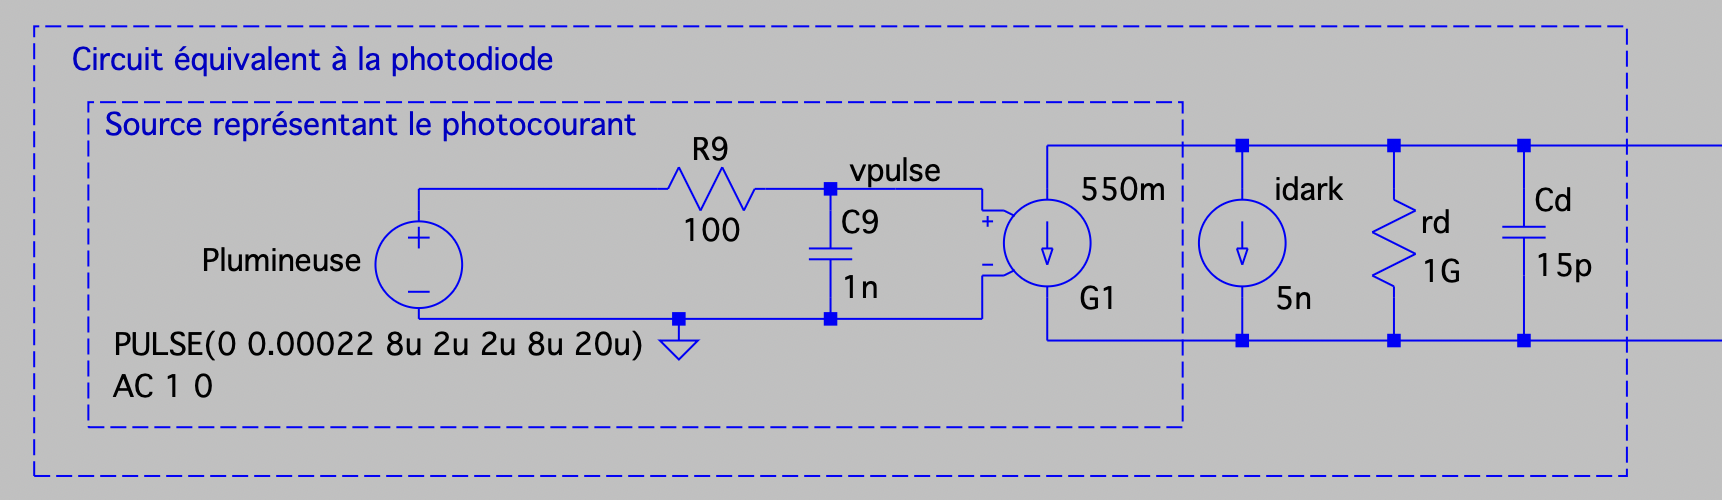 Circuit équivalent à la photodiode
Source représentant le photocourant
R9
vpulse
100
C9
1n
Plumineuse
+
−
+
−
550m
G1
idark
5n
rd
1G
Cd
15p
PULSE(0 0.00022 8u 2u 2u 8u 20u)
AC 1 0